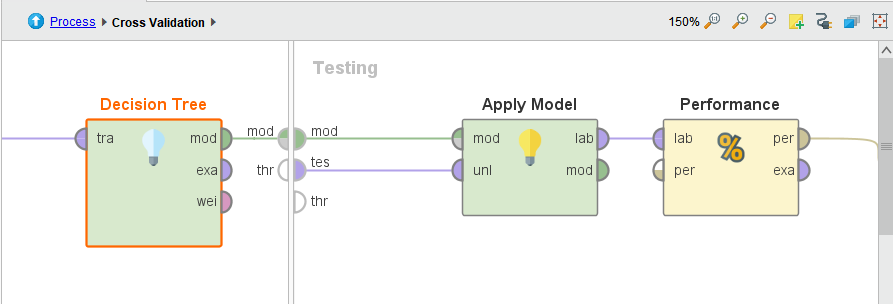 Process Cross Validation
150%
Testing
Decision Tree
Apply Model
Performance
tra mod mod mod mod lab lab per
exa thr tes unl mod per exa
wei thr
%